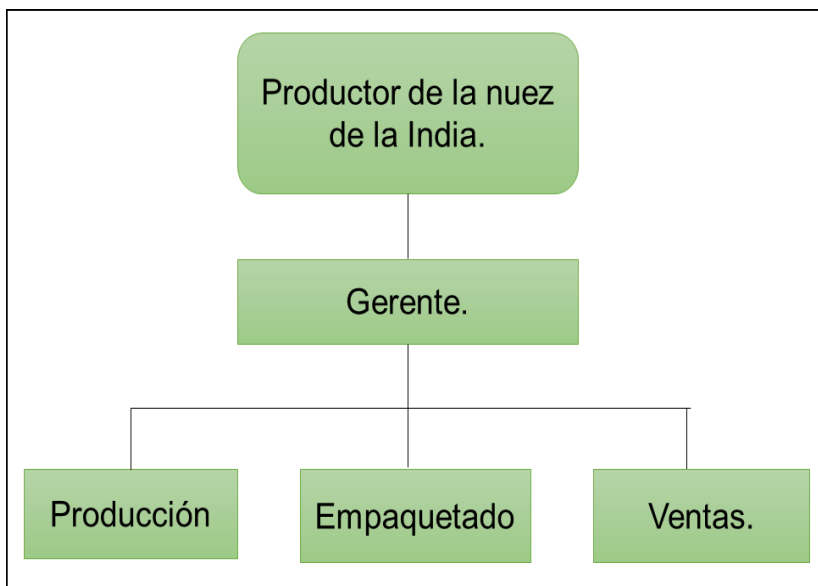 Productor de la nuez
de la India.
Gerente.
Producción
Empaquetado
Ventas.